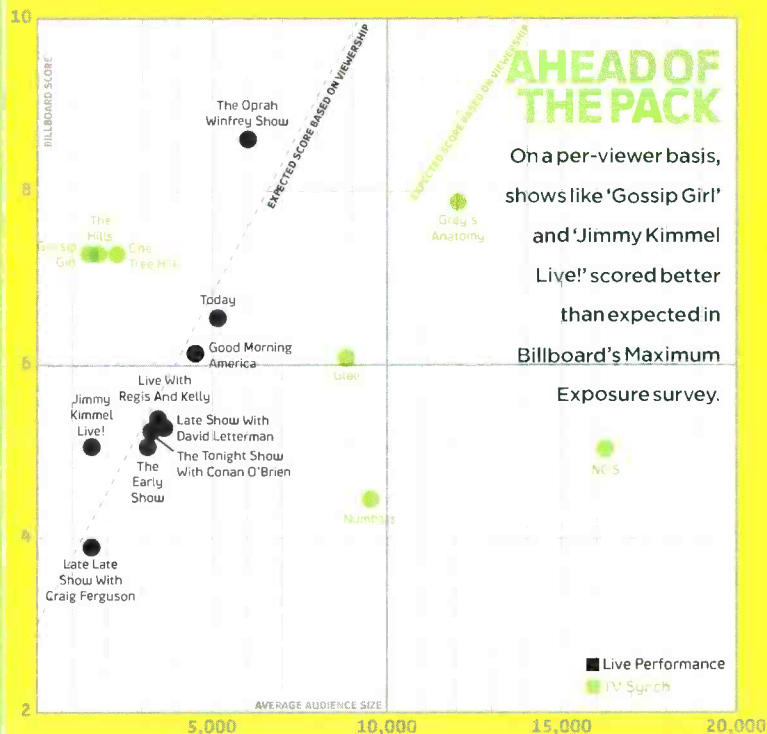 10
BILLBOARD SCORE
EXPECTED SCORE BASED ON VIEWERSHIP
EXPECTED SCORE BASED ON VIEWERSHIP
AHEAD OF
THE PACK
On a per-viewer basis,
shows like ‘Gossip Girl’
and ‘Jimmy Kimmel
Live!’ scored better
than expected in
Billboard’s Maximum
Exposure survey.
The Oprah
Winfrey Show
8
Grey's
Anatomy
The
Hills
Gossip
Girl
One
Tree Hill
Today
Good Morning
America
6
Glee
Live With
Regis And Kelly
Jimmy
Kimmel
Live!
Late Show With
David Letterman
The Tonight Show
With Conan O'Brien
The
Early
Show
NCIS
Numb3rs
4
Late Late
Show With
Craig Ferguson
Live Performance
TV Synch
AVERAGE AUDIENCE SIZE
2
5,000
10,000
15,000
20,000